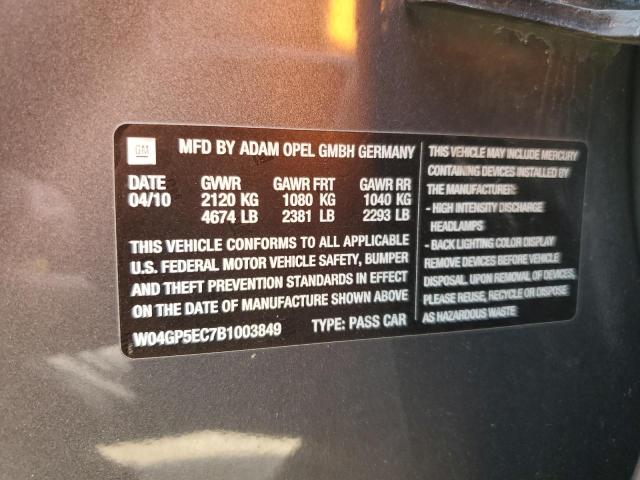 GM
MFD BY ADAM OPEL GMBH GERMANY
DATE GVWR GAWR FRT GAWR RR
04/10 2120 KG 1080 KG 1040 KG
4674 LB 2381 LB 2293 LB
THIS VEHICLE CONFORMS TO ALL APPLICABLE
U.S. FEDERAL MOTOR VEHICLE SAFETY, BUMPER
AND THEFT PREVENTION STANDARDS IN EFFECT
ON THE DATE OF MANUFACTURE SHOWN ABOVE
W04GP5EC7B1003849 TYPE: PASS CAR
THIS VEHICLE MAY INCLUDE MERCURY
CONTAINING DEVICES INSTALLED BY
THE MANUFACTURER:
- HIGH INTENSITY DISCHARGE
HEADLAMPS
- BACK LIGHTING COLOR DISPLAY
REMOVE DEVICES BEFORE VEHICLE
DISPOSAL. UPON REMOVAL OF DEVICES,
PLEASE REUSE, RECYCLE OR DISPOSE
AS HAZARDOUS WASTE